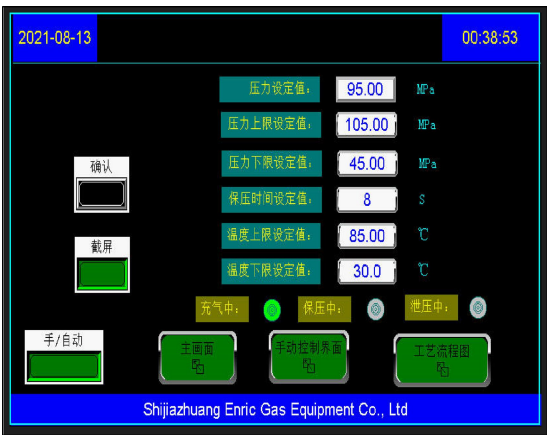 2021-08-13
00:38:53
压力设定值： 95.00 MPa
压力上限设定值： 105.00 MPa
压力下限设定值： 45.00 MPa
保压时间设定值： 8 S
温度上限设定值： 85.00 ℃
温度下限设定值： 30.0 ℃
确认
截屏
充气中： 保压中： 泄压中：
手/自动
主画面
手动控制界面
工艺流程图
Shijiazhuang Enric Gas Equipment Co., Ltd